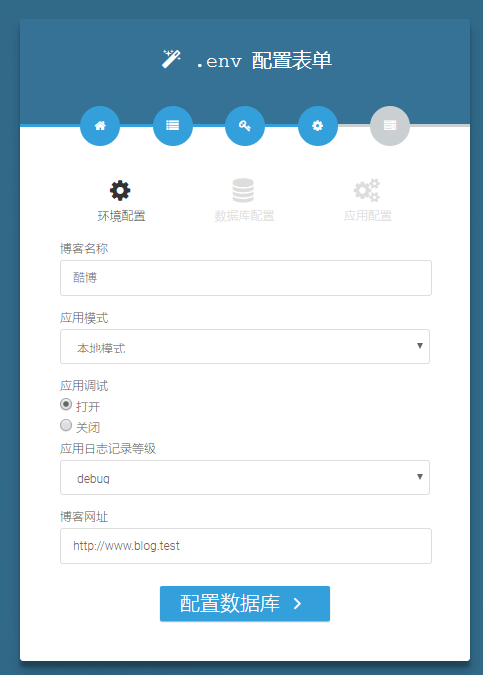 .env 配置表单
环境配置 数据库配置 应用配置
博客名称
酷博
应用模式
本地模式
应用调试
打开
关闭
应用日志记录等级
debug
博客网址
http://www.blog.test
配置数据库